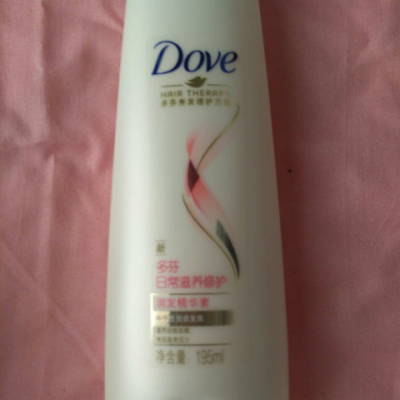 Dove
HAIR THERAPY
多芬秀发理护方案
新
多芬
日常滋养修护
润发精华素
净含量 195ml